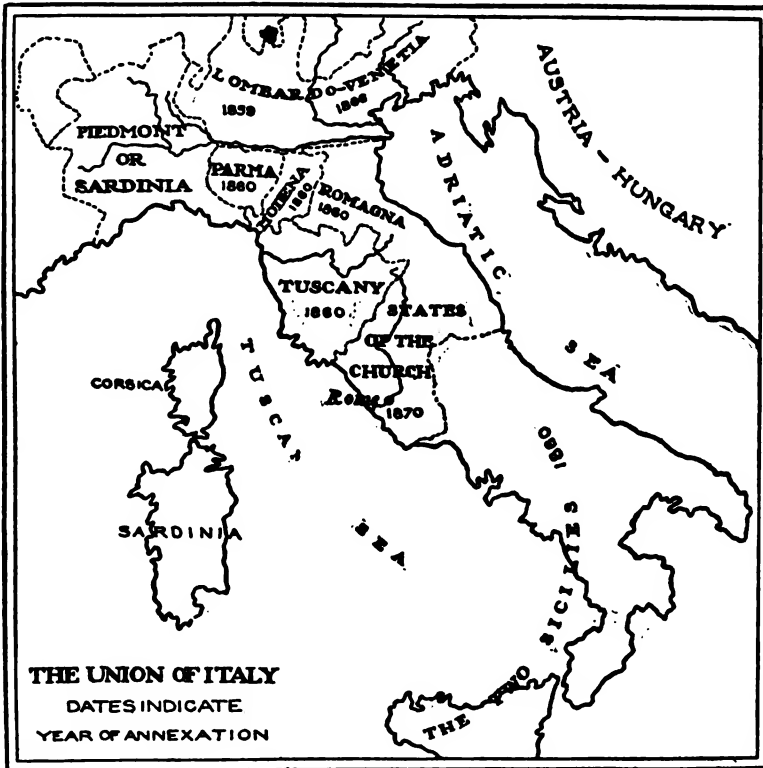 LOMBARDO-VENETIA
1859
1866
AUSTRIA - HUNGARY
PIEDMONT
OR
SARDINIA
PARMA
1860
MODENA
1860
ROMAGNA
1860
ADRIATIC
SEA
TUSCANY
1860
STATES
OF THE
CHURCH
Rome
1870
CORSICA
TUSCAN
SEA
SARDINIA
1860
THE TWO SICILIES
THE UNION OF ITALY
DATES INDICATE
YEAR OF ANNEXATION